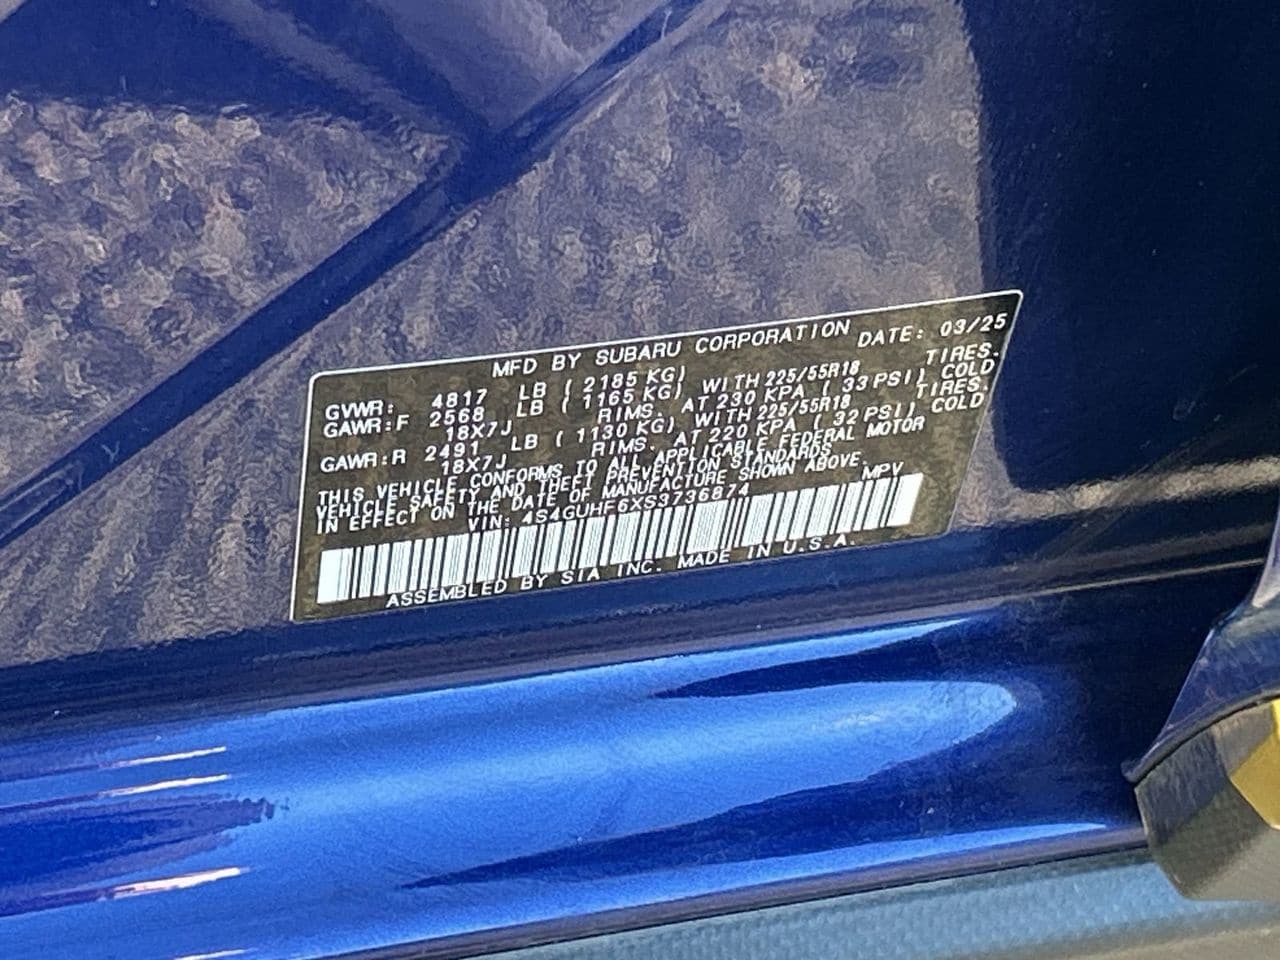 MFD BY SUBARU CORPORATION DATE: 03/25
GVWR: 4817 LB ( 2185 KG)
GAWR:F 2568 LB ( 1165 KG) WITH 225/55R18 TIRES.
18X7J RIMS. AT 230 KPA ( 33 PSI) COLD
GAWR:R 2491 LB ( 1130 KG) WITH 225/55R18 TIRES.
18X7J RIMS. AT 220 KPA ( 32 PSI) COLD
THIS VEHICLE CONFORMS TO ALL APPLICABLE FEDERAL MOTOR
VEHICLE SAFETY AND THEFT PREVENTION STANDARDS
IN EFFECT ON THE DATE OF MANUFACTURE SHOWN ABOVE.
VIN: 4S4GUHF6XS3736874 MPV
ASSEMBLED BY SIA INC. MADE IN U.S.A.